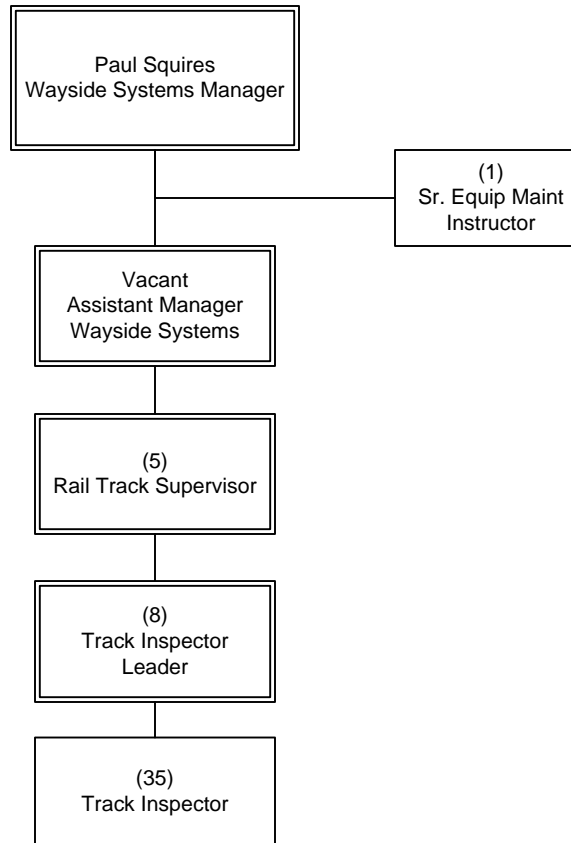 Paul Squires
Wayside Systems Manager
(1)
Sr. Equip Maint
Instructor
Vacant
Assistant Manager
Wayside Systems
(5)
Rail Track Supervisor
(8)
Track Inspector
Leader
(35)
Track Inspector